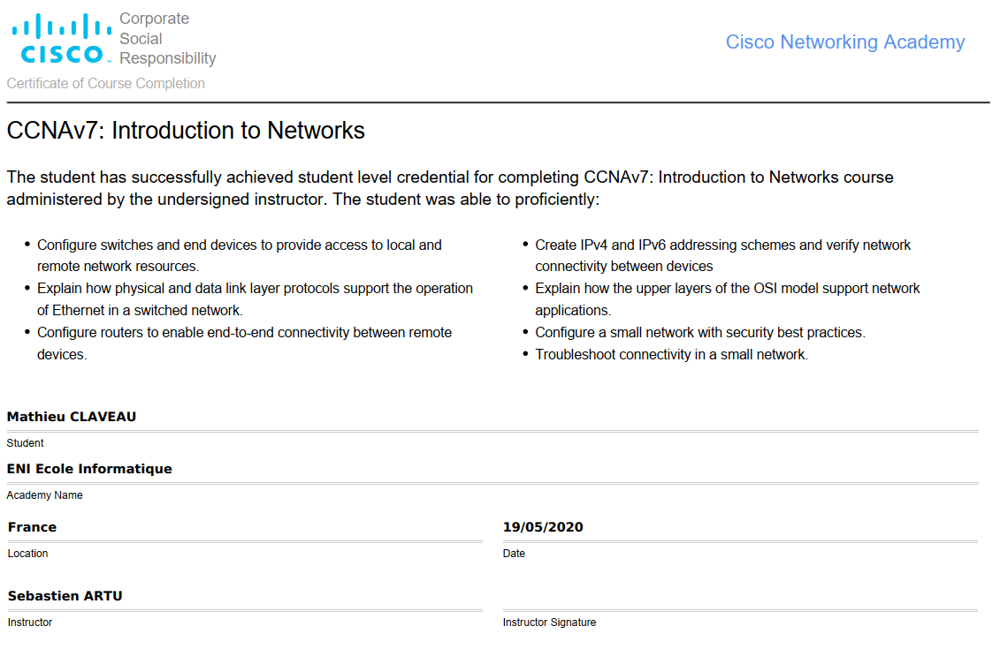 CISCO
Corporate
Social
Responsibility
Cisco Networking Academy
Certificate of Course Completion
CCNAv7: Introduction to Networks
The student has successfully achieved student level credential for completing CCNAv7: Introduction to Networks course
administered by the undersigned instructor. The student was able to proficiently:
• Configure switches and end devices to provide access to local and
remote network resources.
• Explain how physical and data link layer protocols support the operation
of Ethernet in a switched network.
• Configure routers to enable end-to-end connectivity between remote
devices.
• Create IPv4 and IPv6 addressing schemes and verify network
connectivity between devices
• Explain how the upper layers of the OSI model support network
applications.
• Configure a small network with security best practices.
• Troubleshoot connectivity in a small network.
Mathieu CLAVEAU
Student
ENI Ecole Informatique
Academy Name
France
Location
19/05/2020
Date
Sebastien ARTU
Instructor
Instructor Signature